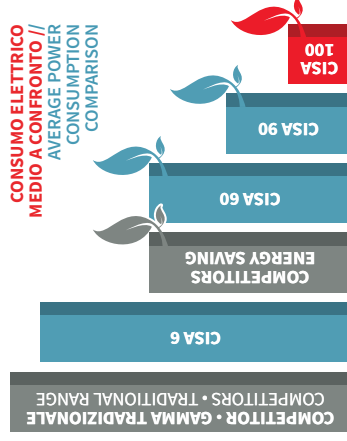 CONSUMO ELETTRICO
MEDIO A CONFRONTO //
AVERAGE POWER
CONSUMPTION
COMPARISON
CISA
100
CISA 90
CISA 60
COMPETITORS
ENERGY SAVING
CISA 6
COMPETITOR • GAMMA TRADIZIONALE
COMPETITORS • TRADITIONAL RANGE